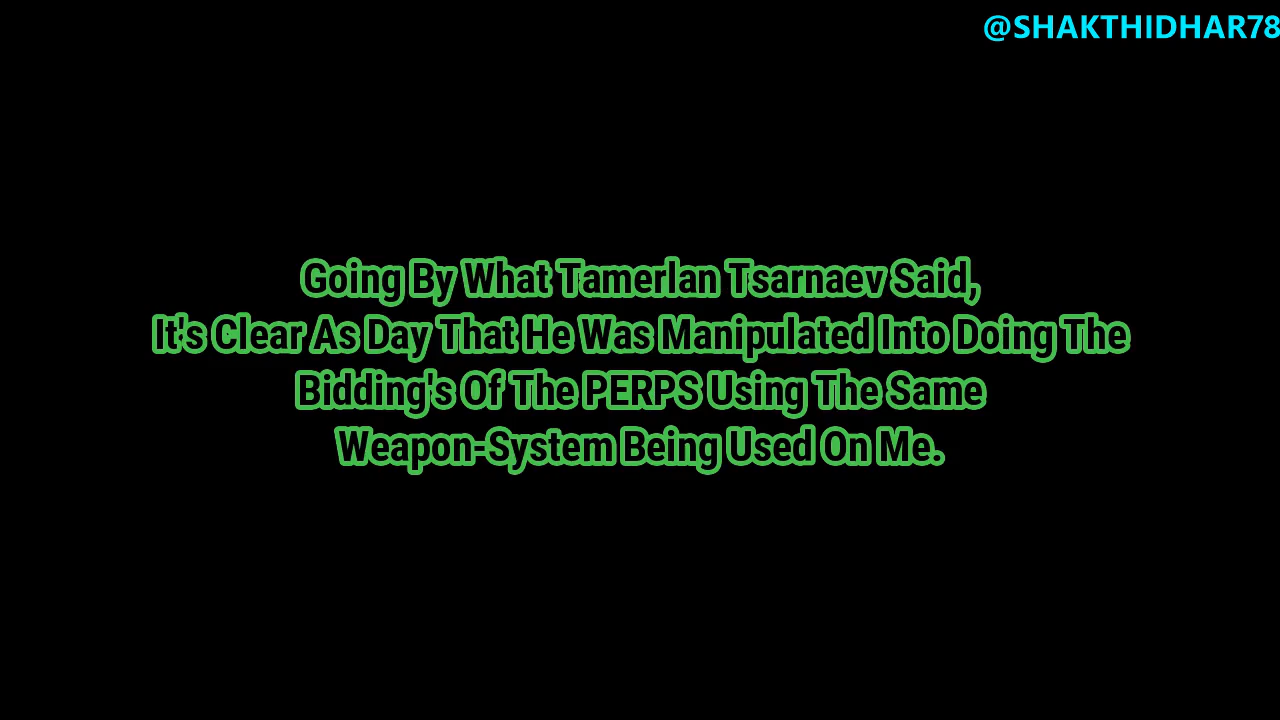 @SHAKTHIDHAR78
Going By What Tamerlan Tsarnaev Said,
It's Clear As Day That He Was Manipulated Into Doing The
Bidding's Of The PERPS Using The Same
Weapon-System Being Used On Me.